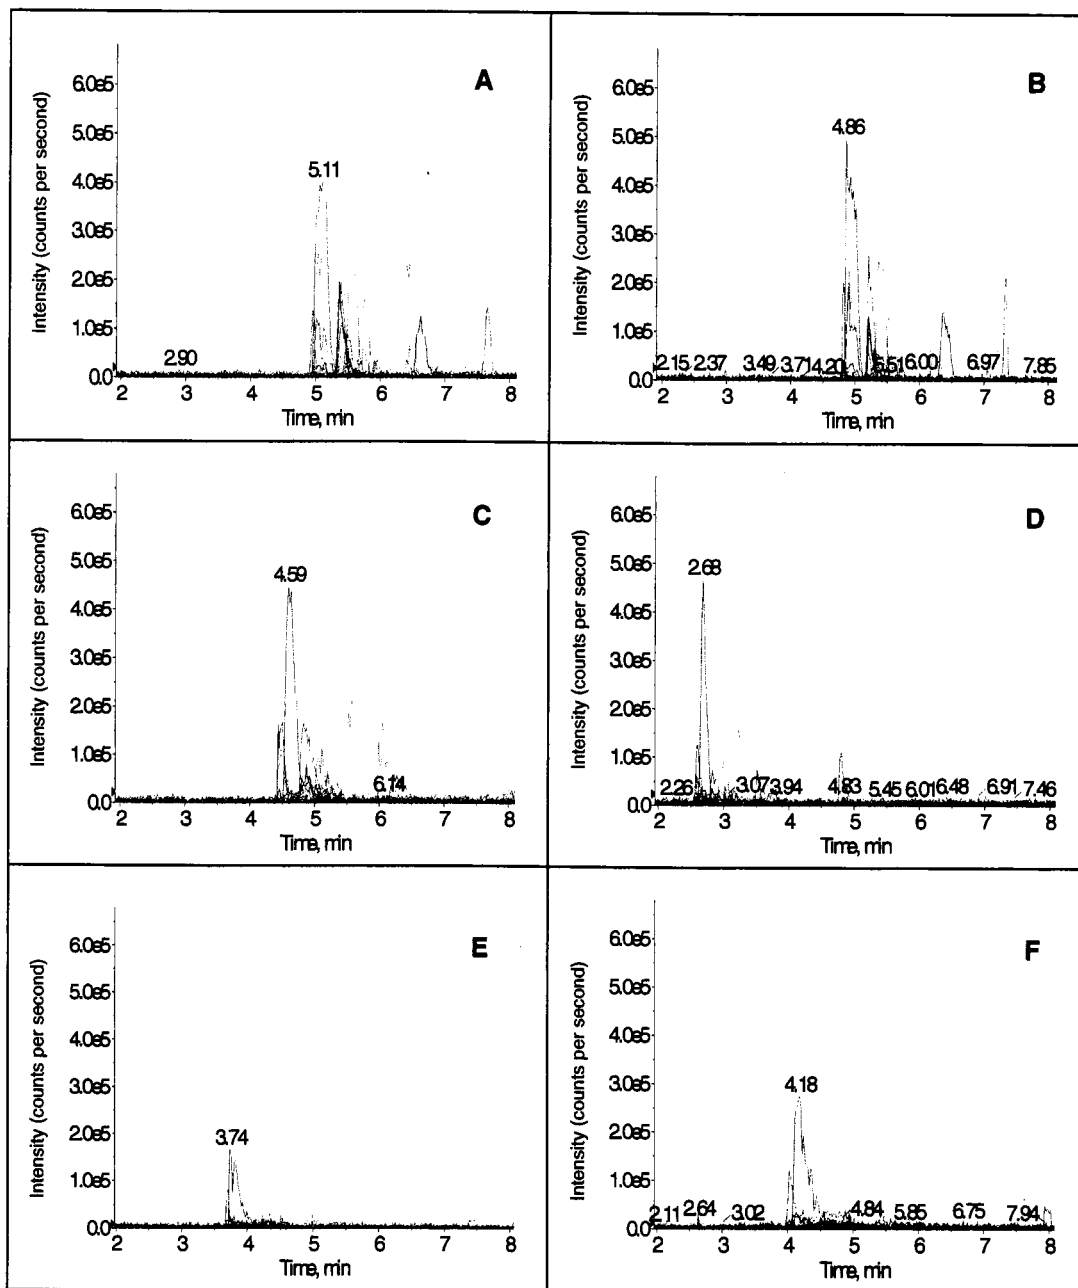 A
Intensity (counts per second)
6.0e5
5.0e5
4.0e5
3.0e5
2.0e5
1.0e5
0.0
5.11
2.90
2 3 4 5 6 7 8
Time, min
B
Intensity (counts per second)
6.0e5
5.0e5
4.0e5
3.0e5
2.0e5
1.0e5
0.0
4.86
2.15 2.37 3.49 3.71 4.20 6.00 6.97 7.85
2 3 4 5 6 7 8
Time, min
C
Intensity (counts per second)
6.0e5
5.0e5
4.0e5
3.0e5
2.0e5
1.0e5
0.0
4.59
6.14
2 3 4 5 6 7 8
Time, min
D
Intensity (counts per second)
6.0e5
5.0e5
4.0e5
3.0e5
2.0e5
1.0e5
0.0
2.68
2.26 3.07 3.94 4.83 5.45 6.01 6.48 6.91 7.46
2 3 4 5 6 7 8
Time, min
E
Intensity (counts per second)
6.0e5
5.0e5
4.0e5
3.0e5
2.0e5
1.0e5
0.0
3.74
2 3 4 5 6 7 8
Time, min
F
Intensity (counts per second)
6.0e5
5.0e5
4.0e5
3.0e5
2.0e5
1.0e5
0.0
4.18
2.11 2.64 3.02 4.84 5.85 6.75 7.94
2 3 4 5 6 7 8
Time, min